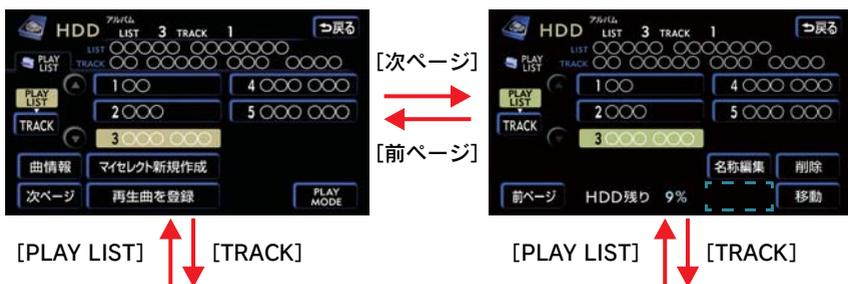 HDD アルバム LIST 3 TRACK 1 戻る
LIST ○○○○○ ○○○○○○○
PLAY LIST TRACK ○○ ○○○○○ ○○○ ○○○○
1 ○○ 4 ○○○ ○○○
PLAY LIST 2 ○○○ 5 ○○○ ○○○
TRACK 3 ○○○ ○○○
曲情報 マイセレクト新規作成
次ページ 再生曲を登録 PLAY MODE
[次ページ]
[前ページ]
HDD アルバム LIST 3 TRACK 1 戻る
LIST ○○○○○ ○○○○○○○
PLAY LIST TRACK ○○ ○○○○○ ○○○ ○○○○
1 ○○ 4 ○○○ ○○○
PLAY LIST 2 ○○○ 5 ○○○ ○○○
TRACK 3 ○○○ ○○○
名称編集 削除
前ページ HDD残り 9% 移動
[PLAY LIST] [TRACK]
[PLAY LIST] [TRACK]